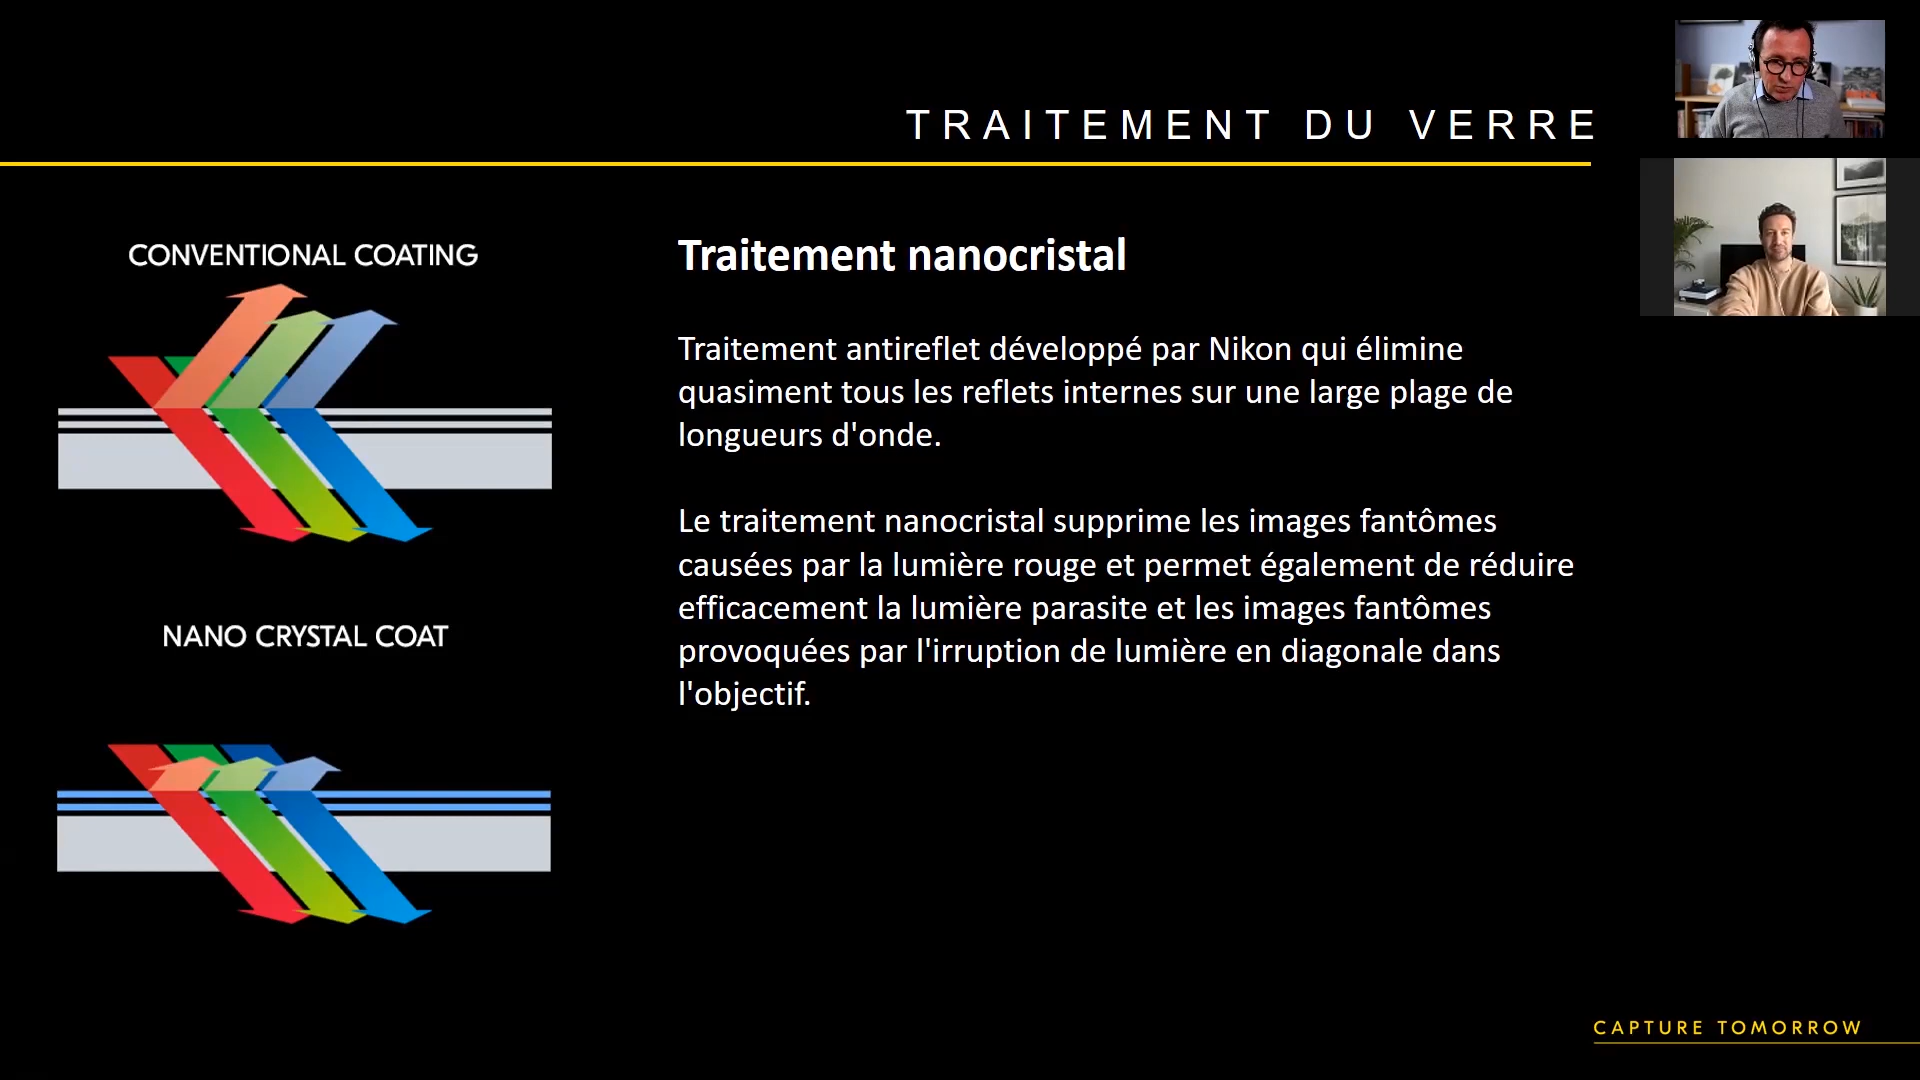 TRAITEMENT DU VERRE
CONVENTIONAL COATING
NANO CRYSTAL COAT
Traitement nanocristal
Traitement antireflet développé par Nikon qui élimine
quasiment tous les reflets internes sur une large plage de
longueurs d'onde.
Le traitement nanocristal supprime les images fantômes
causées par la lumière rouge et permet également de réduire
efficacement la lumière parasite et les images fantômes
provoquées par l'irruption de lumière en diagonale dans
l'objectif.
CAPTURE TOMORROW